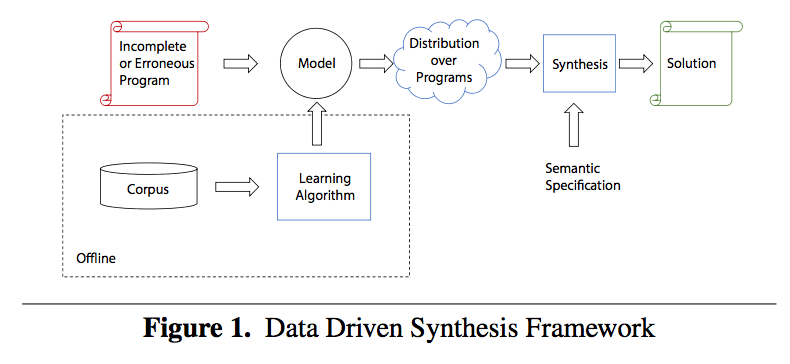 Incomplete
or Erroneous
Program
Model
Distribution
over
Programs
Synthesis
Solution
Semantic
Specification
Corpus
Learning
Algorithm
Offline
Figure 1. Data Driven Synthesis Framework